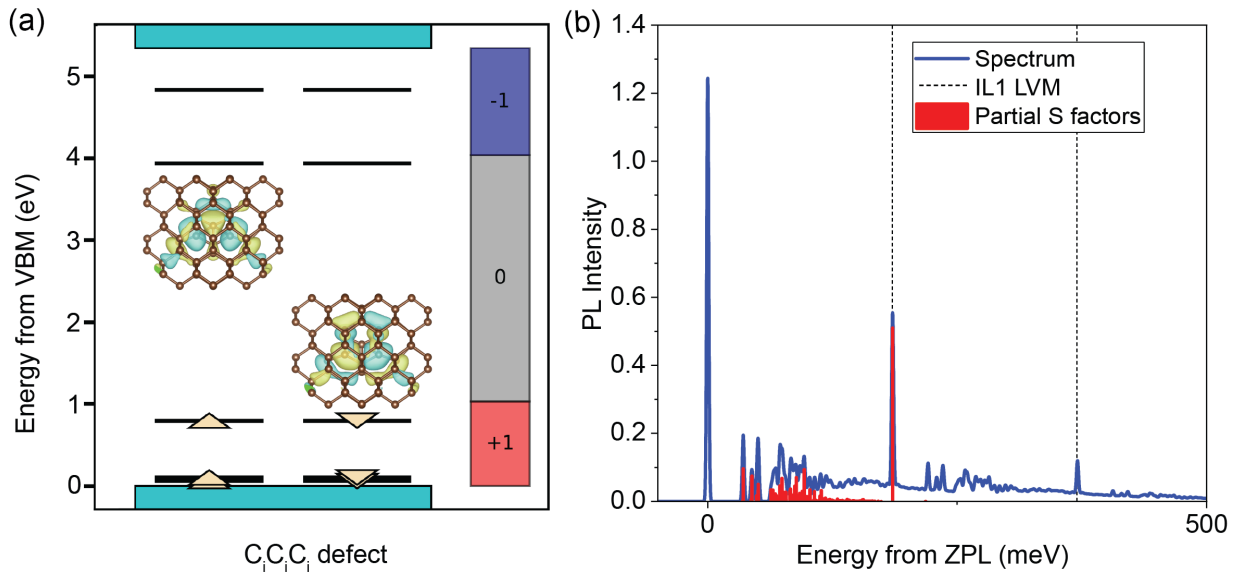 (a)
Energy from VBM (eV)
5
4
3
2
1
0
-1
0
+1
CᵢCᵢCᵢ defect
(b)
PL Intensity
1.4
1.2
1.0
0.8
0.6
0.4
0.2
0.0
Spectrum
IL1 LVM
Partial S factors
0
500
Energy from ZPL (meV)